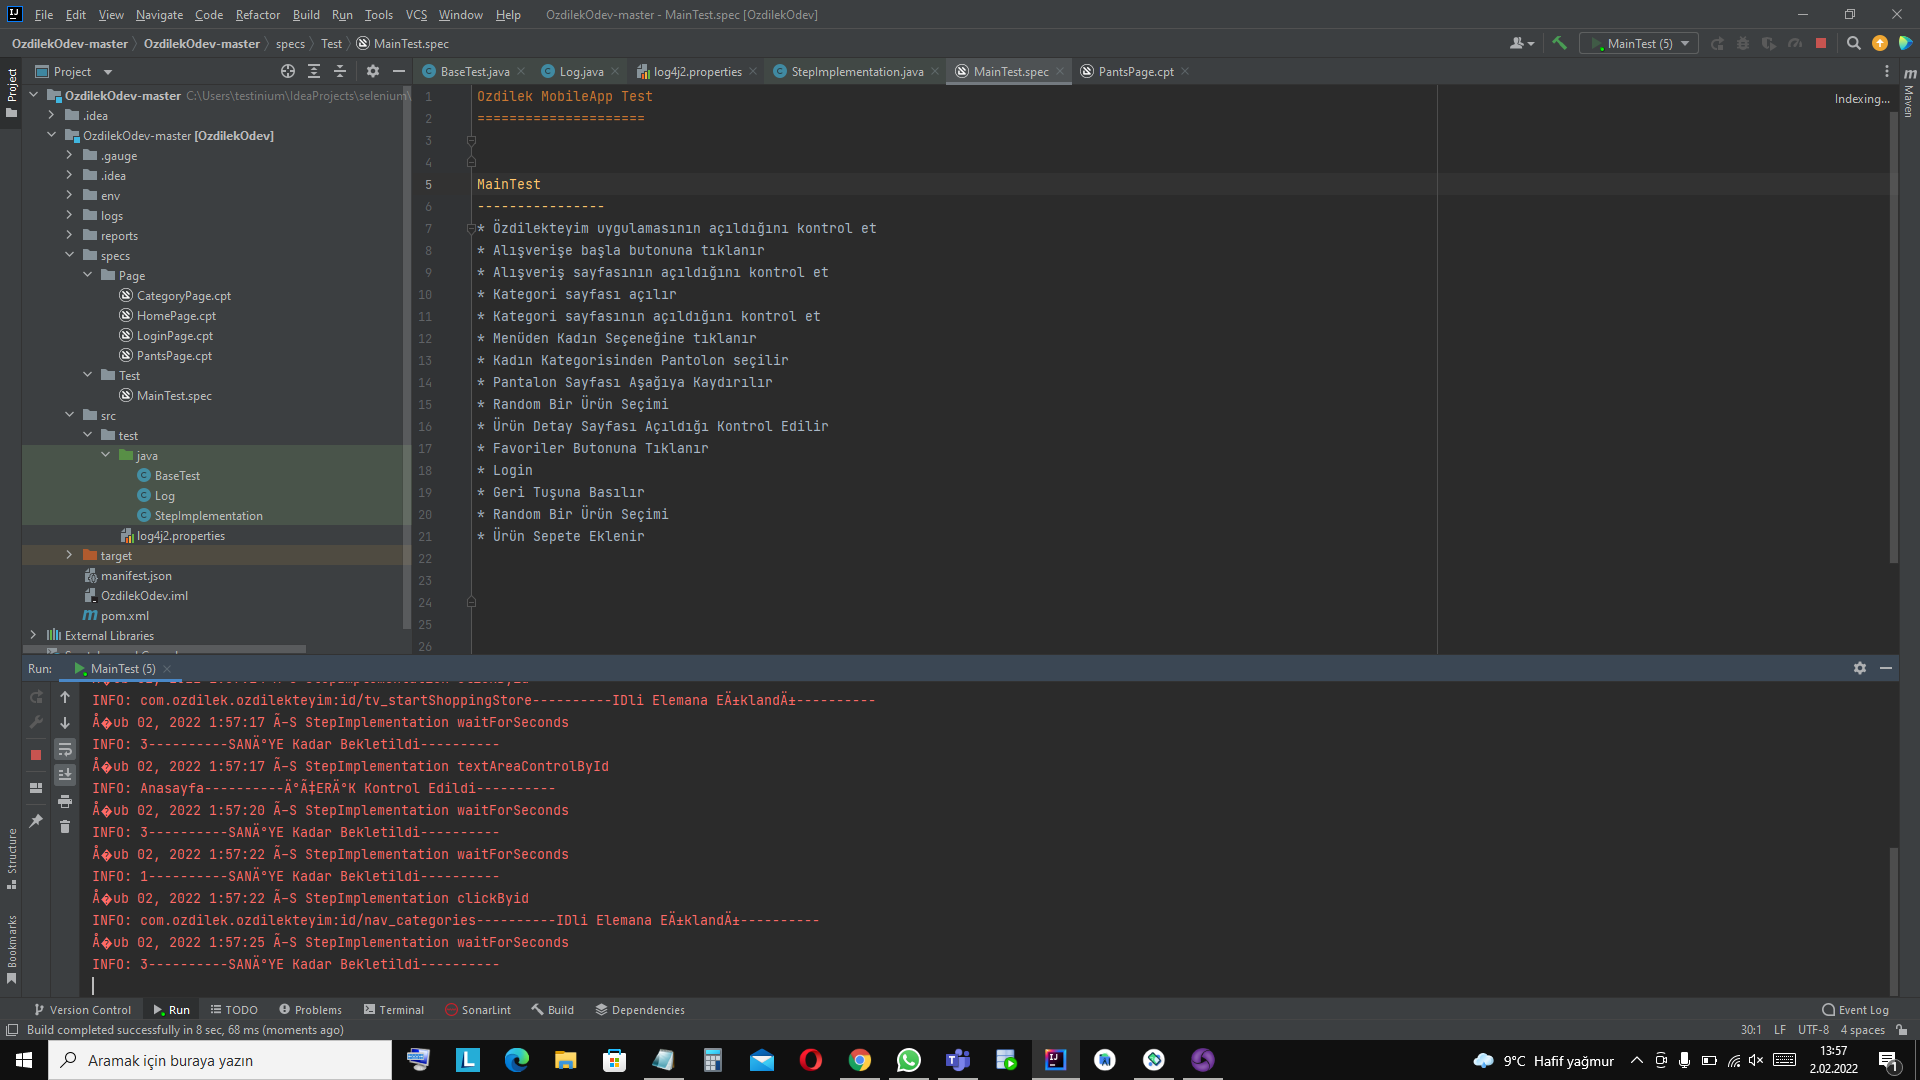 File Edit View Navigate Code Refactor Build Run Tools VCS Window Help OzdilekOdev-master - MainTest.spec [OzdilekOdev]
OzdilekOdev-master OzdilekOdev-master specs Test MainTest.spec MainTest (5)
Project
Project
BaseTest.java Log.java log4j2.properties StepImplementation.java MainTest.spec PantsPage.cpt
Maven
Indexing...
OzdilekOdev-master C:\Users\testinium\IdeaProjects\selenium\
.idea
OzdilekOdev-master [OzdilekOdev]
.gauge
.idea
env
logs
reports
specs
Page
CategoryPage.cpt
HomePage.cpt
LoginPage.cpt
PantsPage.cpt
Test
MainTest.spec
src
test
java
BaseTest
Log
StepImplementation
log4j2.properties
target
manifest.json
OzdilekOdev.iml
pom.xml
External Libraries
1 Ozdilek MobileApp Test
2 =====================
3
4
5 MainTest
6 ----------------
7 * Özdilekteyim uygulamasının açıldığını kontrol et
8 * Alışverişe başla butonuna tıklanır
9 * Alışveriş sayfasının açıldığını kontrol et
10 * Kategori sayfası açılır
11 * Kategori sayfasının açıldığını kontrol et
12 * Menüden Kadın Seçeneğine tıklanır
13 * Kadın Kategorisinden Pantolon seçilir
14 * Pantalon Sayfası Aşağıya Kaydırılır
15 * Random Bir Ürün Seçimi
16 * Ürün Detay Sayfası Açıldığı Kontrol Edilir
17 * Favoriler Butonuna Tıklanır
18 * Login
19 * Geri Tuşuna Basılır
20 * Random Bir Ürün Seçimi
21 * Ürün Sepete Eklenir
22
23
24
25
26
Run: MainTest (5)
INFO: com.ozdilek.ozdilekteyim:id/tv_startShoppingStore----------IDli Elemana EÄ±klandÄ±----------
Å�ub 02, 2022 1:57:17 Ã-S StepImplementation waitForSeconds
INFO: 3----------SANÄ°YE Kadar Bekletildi----------
Å�ub 02, 2022 1:57:17 Ã-S StepImplementation textAreaControlById
INFO: Anasayfa----------Ä°Ã‡ERÄ°K Kontrol Edildi----------
Å�ub 02, 2022 1:57:20 Ã-S StepImplementation waitForSeconds
INFO: 3----------SANÄ°YE Kadar Bekletildi----------
Å�ub 02, 2022 1:57:22 Ã-S StepImplementation waitForSeconds
INFO: 1----------SANÄ°YE Kadar Bekletildi----------
Å�ub 02, 2022 1:57:22 Ã-S StepImplementation clickByid
INFO: com.ozdilek.ozdilekteyim:id/nav_categories----------IDli Elemana EÄ±klandÄ±----------
Å�ub 02, 2022 1:57:25 Ã-S StepImplementation waitForSeconds
INFO: 3----------SANÄ°YE Kadar Bekletildi----------
Structure
Bookmarks
Version Control Run TODO Problems Terminal SonarLint Build Dependencies Event Log
Build completed successfully in 8 sec, 68 ms (moments ago) 30:1 LF UTF-8 4 spaces
Aramak için buraya yazın
9°C Hafif yağmur
13:57
2.02.2022
1